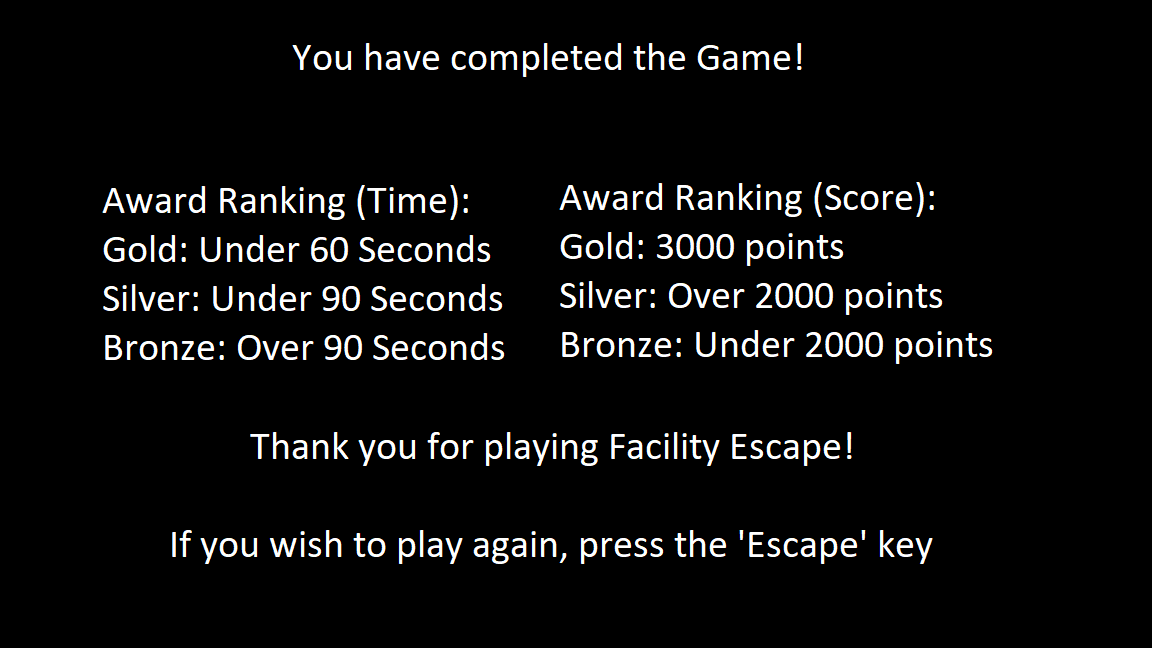 You have completed the Game!
Award Ranking (Time):
Gold: Under 60 Seconds
Silver: Under 90 Seconds
Bronze: Over 90 Seconds
Award Ranking (Score):
Gold: 3000 points
Silver: Over 2000 points
Bronze: Under 2000 points
Thank you for playing Facility Escape!
If you wish to play again, press the 'Escape' key